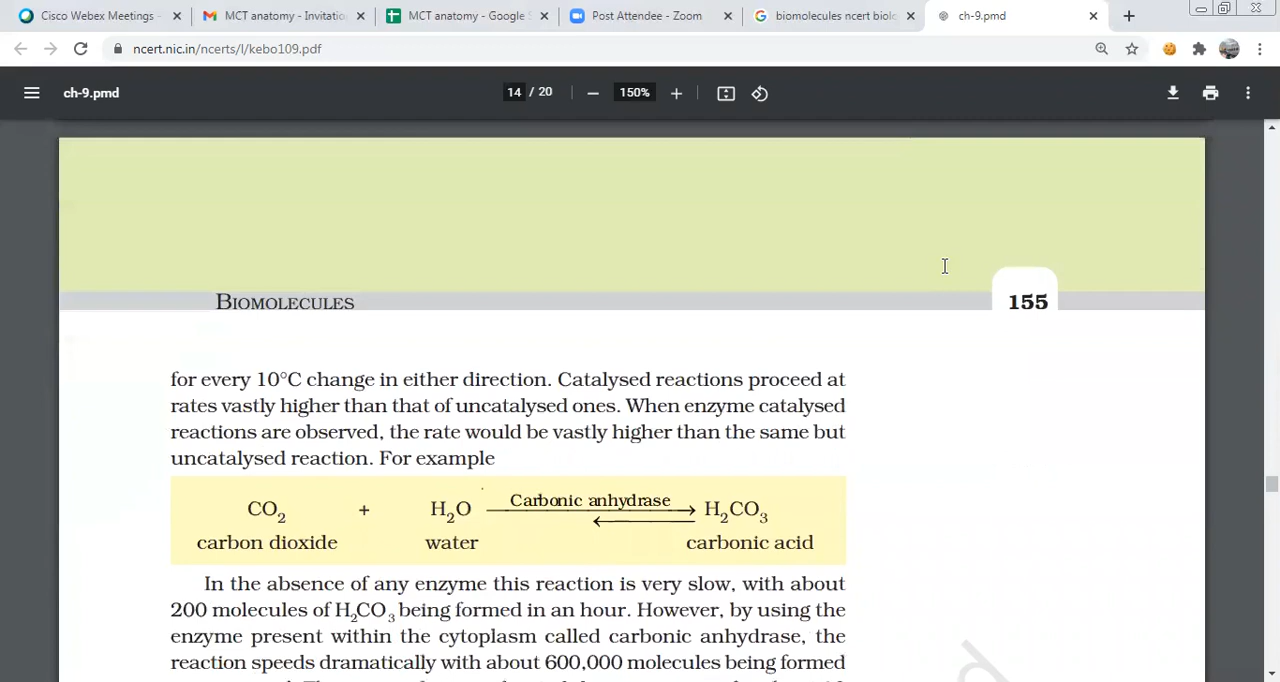 Cisco Webex Meetings -
MCT anatomy - Invitatio
MCT anatomy - Google
Post Attendee - Zoom
biomolecules ncert biol
ch-9.pmd
ncert.nic.in/ncerts/l/kebo109.pdf
ch-9.pmd
14 / 20
150%
BIOMOLECULES
155
for every 10°C change in either direction. Catalysed reactions proceed at
rates vastly higher than that of uncatalysed ones. When enzyme catalysed
reactions are observed, the rate would be vastly higher than the same but
uncatalysed reaction. For example
CO₂ + H₂O Carbonic anhydrase H₂CO₃
carbon dioxide water carbonic acid
In the absence of any enzyme this reaction is very slow, with about
200 molecules of H₂CO₃ being formed in an hour. However, by using the
enzyme present within the cytoplasm called carbonic anhydrase, the
reaction speeds dramatically with about 600,000 molecules being formed